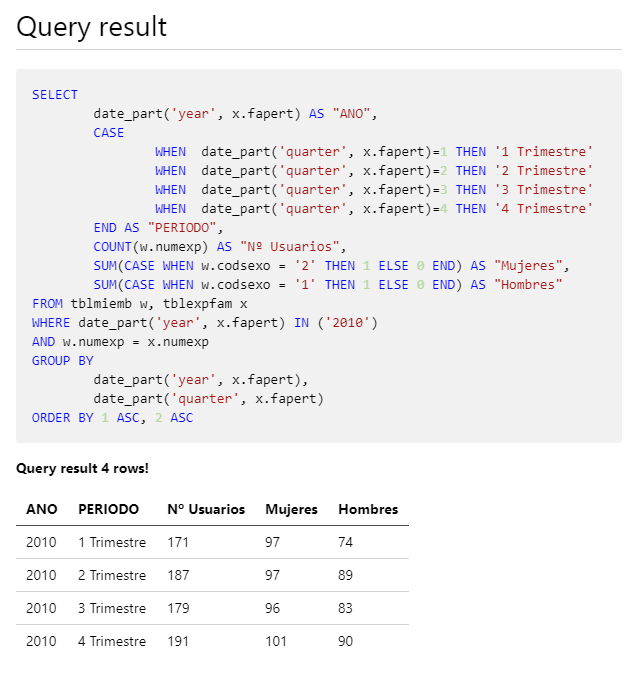 Query result
SELECT
date_part('year', x.fapert) AS "ANO",
CASE
WHEN date_part('quarter', x.fapert)=1 THEN '1 Trimestre'
WHEN date_part('quarter', x.fapert)=2 THEN '2 Trimestre'
WHEN date_part('quarter', x.fapert)=3 THEN '3 Trimestre'
WHEN date_part('quarter', x.fapert)=4 THEN '4 Trimestre'
END AS "PERIODO",
COUNT(w.numexp) AS "Nº Usuarios",
SUM(CASE WHEN w.codsexo = '2' THEN 1 ELSE 0 END) AS "Mujeres",
SUM(CASE WHEN w.codsexo = '1' THEN 1 ELSE 0 END) AS "Hombres"
FROM tblmiemb w, tblexpfam x
WHERE date_part('year', x.fapert) IN ('2010')
AND w.numexp = x.numexp
GROUP BY
date_part('year', x.fapert),
date_part('quarter', x.fapert)
ORDER BY 1 ASC, 2 ASC
Query result 4 rows!
ANO PERIODO Nº Usuarios Mujeres Hombres
2010 1 Trimestre 171 97 74
2010 2 Trimestre 187 97 89
2010 3 Trimestre 179 96 83
2010 4 Trimestre 191 101 90